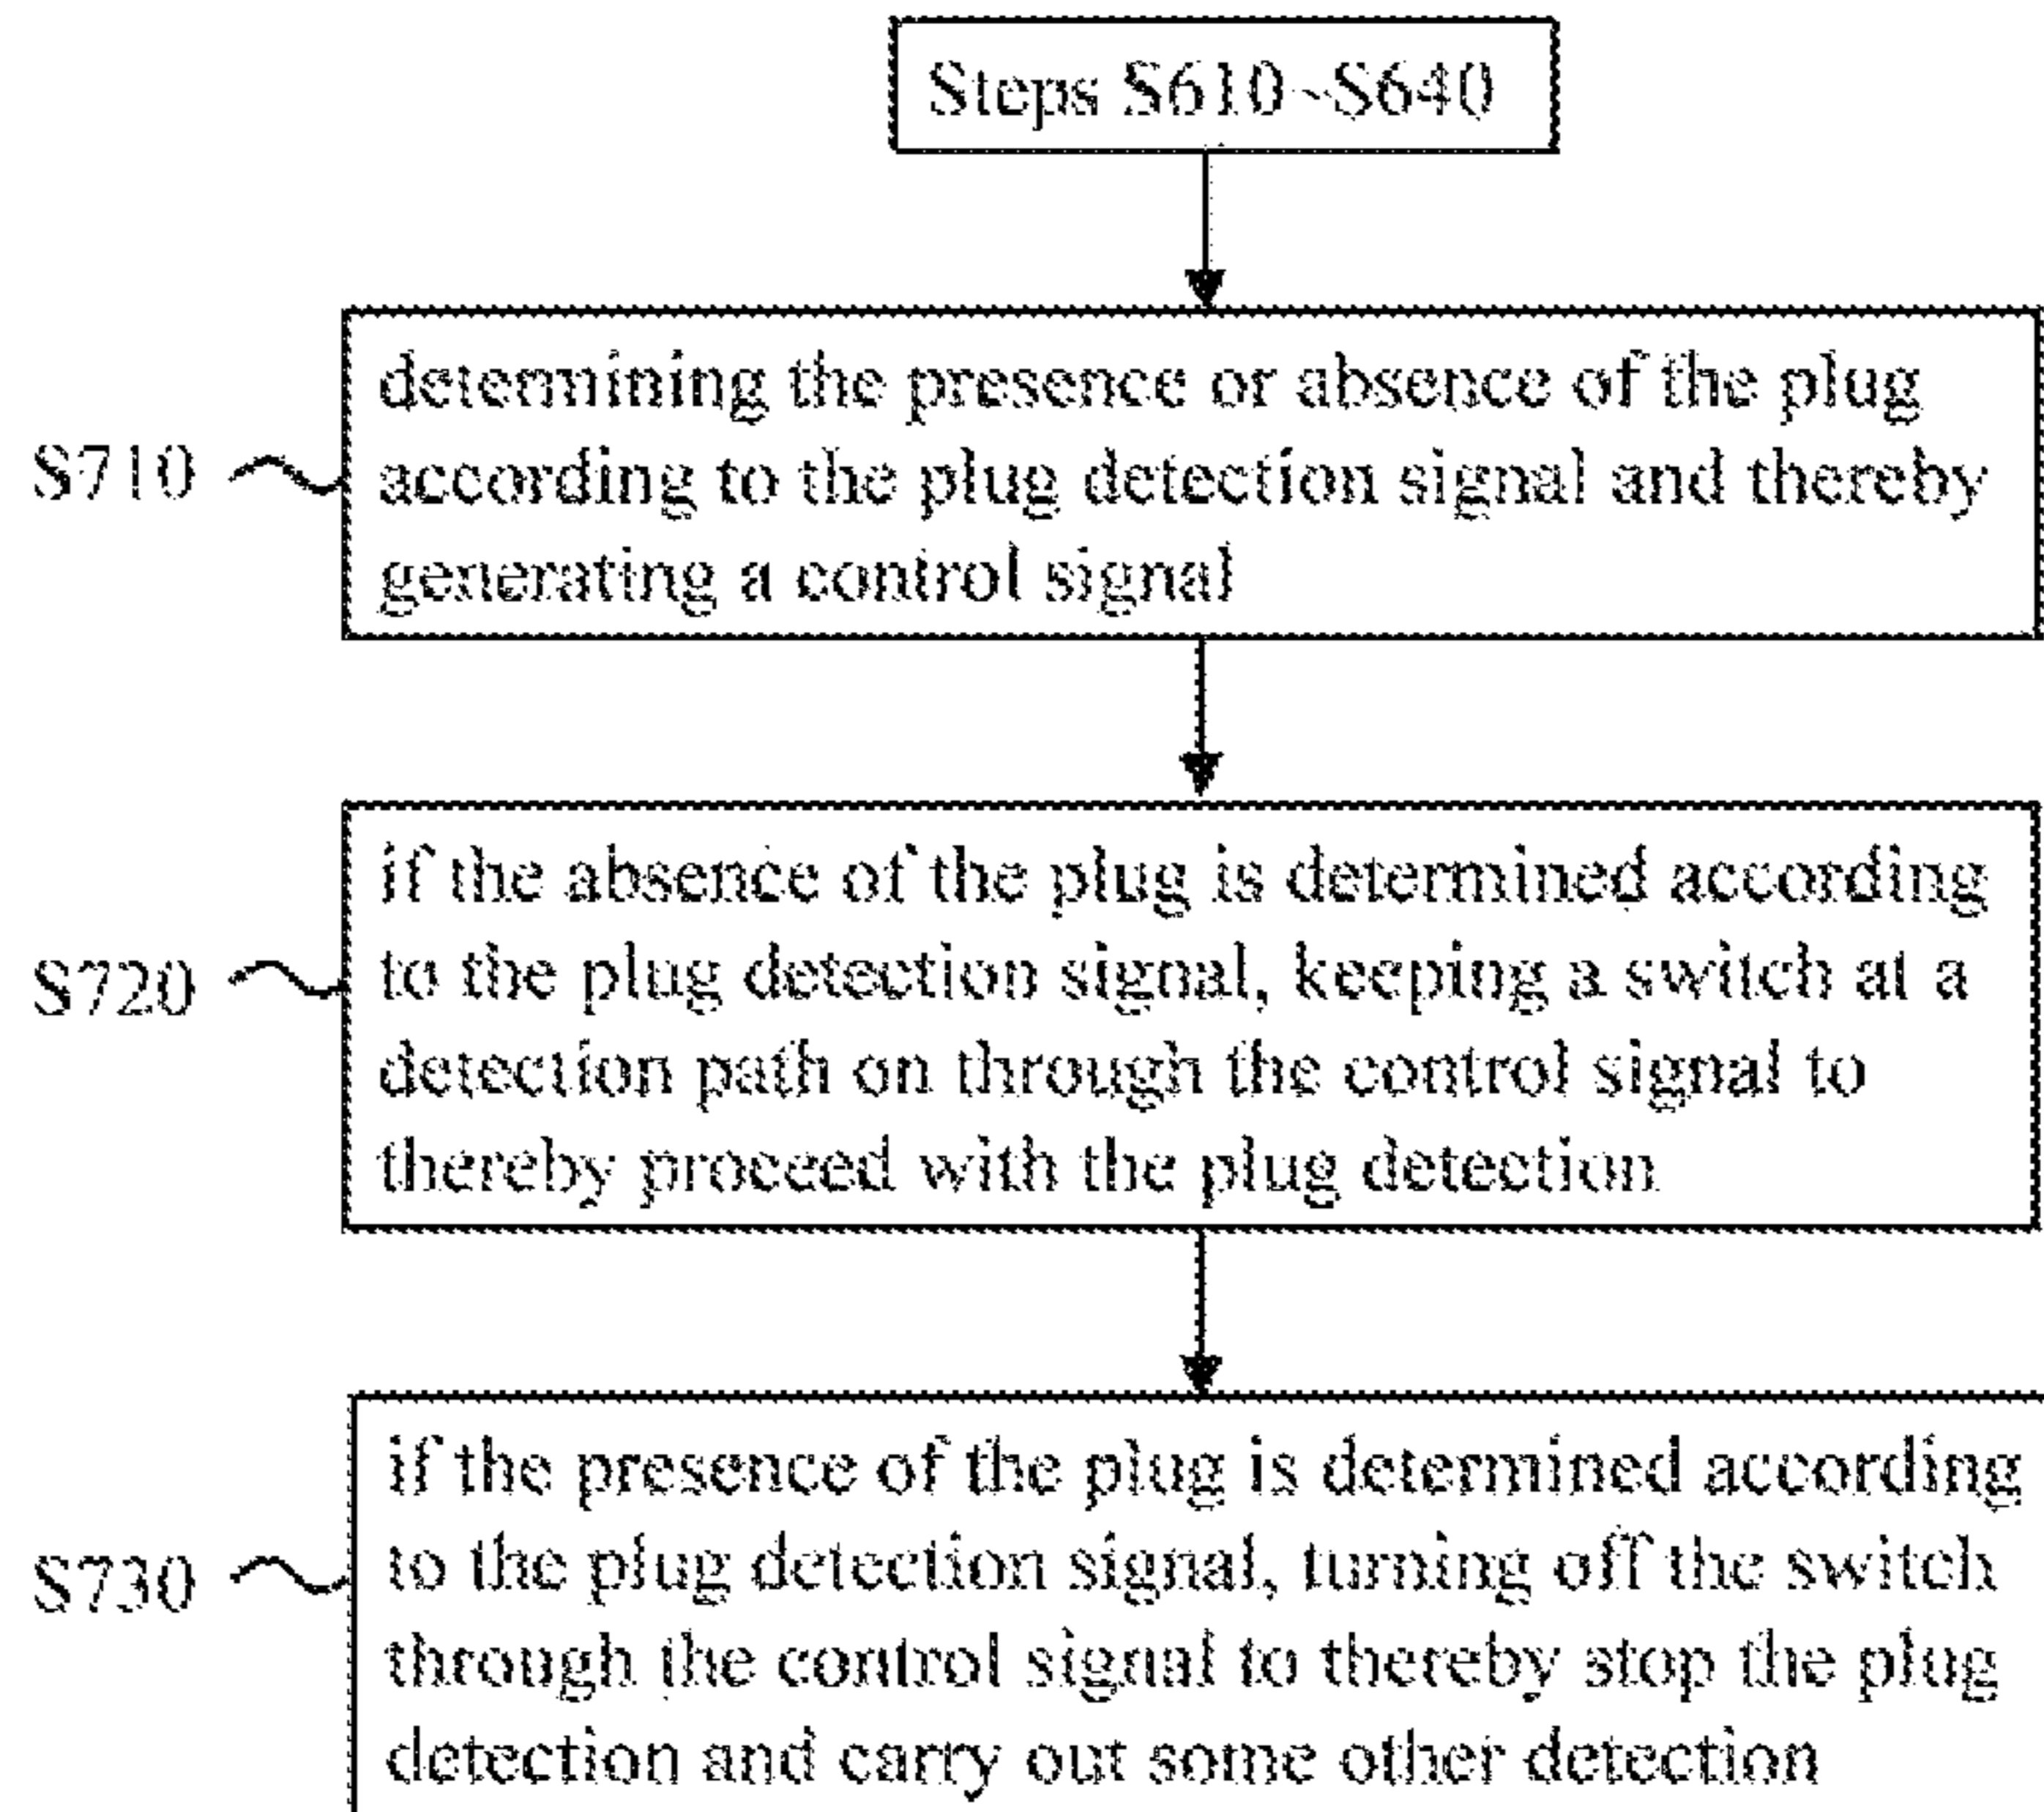 Steps S610~S640
S710
determining the presence or absence of the plug
according to the plug detection signal and thereby
generating a control signal
S720
if the absence of the plug is determined according
to the plug detection signal, keeping a switch at a
detection path on through the control signal to
thereby proceed with the plug detection
S730
if the presence of the plug is determined according
to the plug detection signal, turning off the switch
through the control signal to thereby stop the plug
detection and carry out some other detection